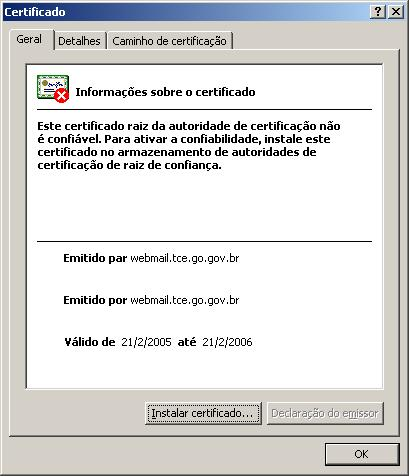 Certificado
Geral Detalhes Caminho de certificação
Informações sobre o certificado
Este certificado raiz da autoridade de certificação não
é confiável. Para ativar a confiabilidade, instale este
certificado no armazenamento de autoridades de
certificação de raiz de confiança.
Emitido par webmail.tce.go.gov.br
Emitido por webmail.tce.go.gov.br
Válido de 21/2/2005 até 21/2/2006
Instalar certificado... Declaração do emissor
OK